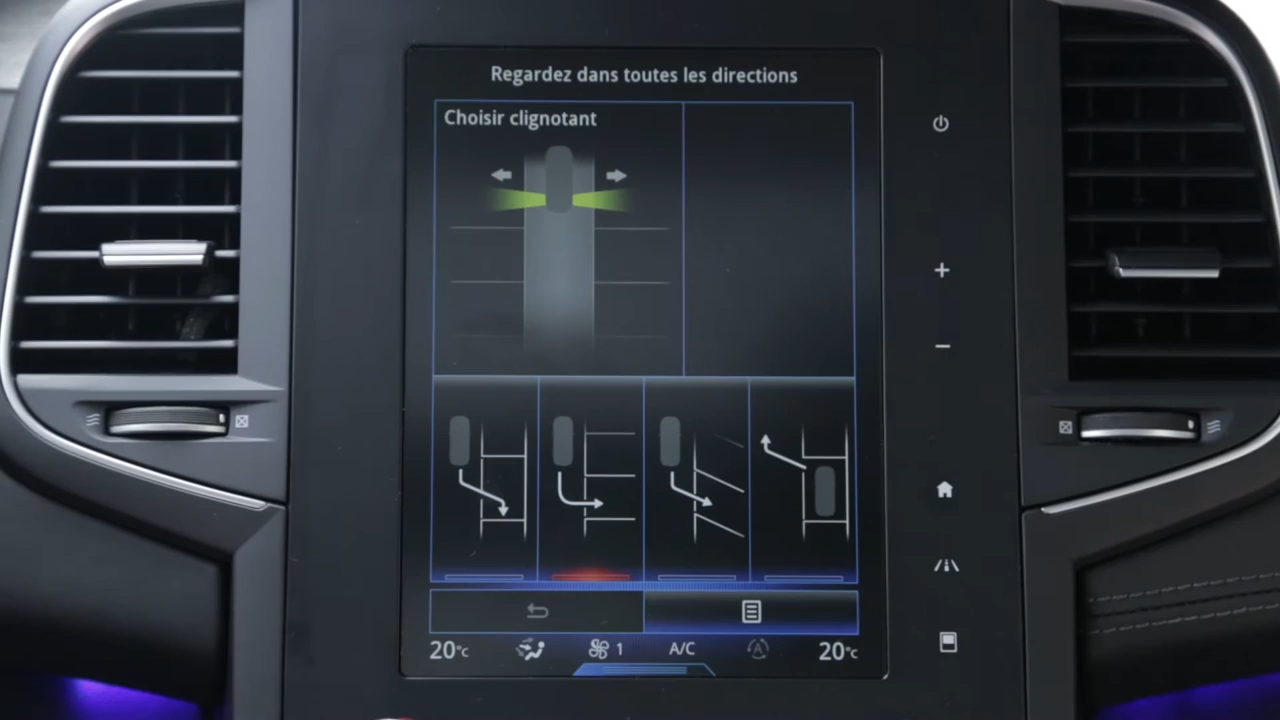 Regardez dans toutes les directions
Choisir clignotant
20°c 1 A/C A 20°c